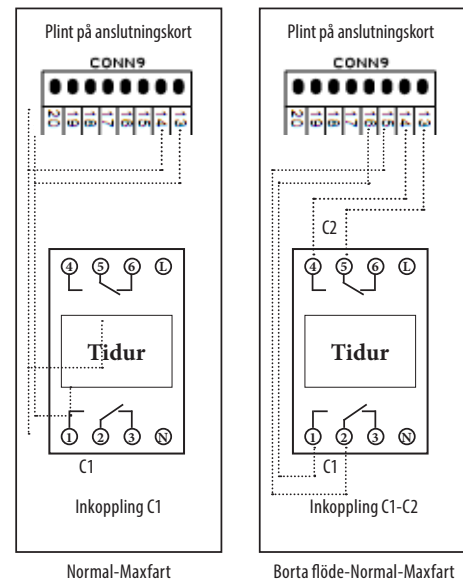 Plint på anslutningskort
CONN9
20 19 18 17 16 15 14 13
4 5 6 L
Tidur
1 2 3 N
C1
Inkoppling C1
Normal-Maxfart
Plint på anslutningskort
CONN9
20 19 18 17 16 15 14 13
C2
4 5 6 L
Tidur
1 2 3 N
C1
Inkoppling C1-C2
Borta flöde-Normal-Maxfart